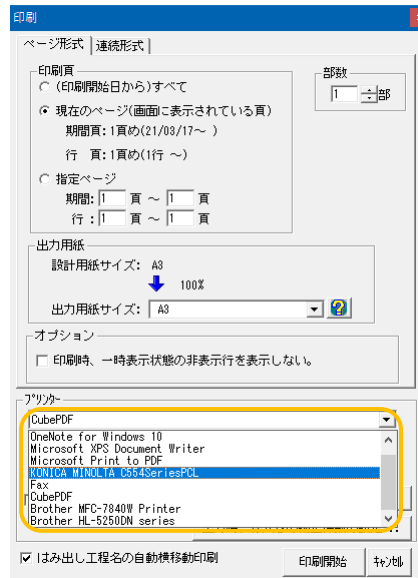 印刷
ページ形式 連続形式
印刷頁
(印刷開始日から)すべて
現在のページ(画面に表示されている頁)
期間頁:1頁め(21/03/17～ )
行 頁:1頁め(1行 ～)
指定ページ
期間: 1 頁 ～ 1 頁
行 : 1 頁 ～ 1 頁
部数
1 部
出力用紙
設計用紙サイズ: A3
100%
出力用紙サイズ: A3
オプション
印刷時、一時表示状態の非表示行を表示しない。
プリンター
CubePDF
OneNote for Windows 10
Microsoft XPS Document Writer
Microsoft Print to PDF
KONICA MINOLTA C554SeriesPCL
Fax
CubePDF
Brother MFC-7840W Printer
Brother HL-5250DN series
はみ出し工程名の自動横移動印刷
印刷開始 キャンセル